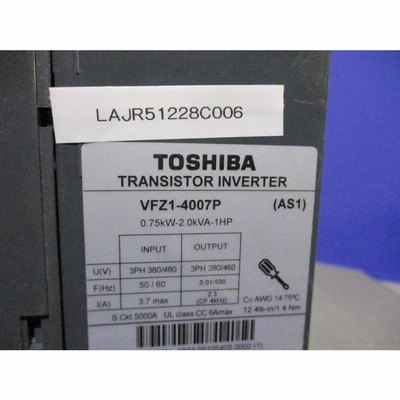 LAJR51228C006
TOSHIBA
TRANSISTOR INVERTER
VFZ1-4007P (AS1)
0.75kW-2.0kVA-1HP
INPUT OUTPUT
U(V) 3PH 380/480 3PH 380/460
F(Hz) 50 / 60 0.01/500
I(A) 3.7 max 2.3
(CF 4kHz)
Cu AWG 14 75ºC
12.4lb-in/1.4 Nm
S Ckt 5000A UL class CC 6Amax